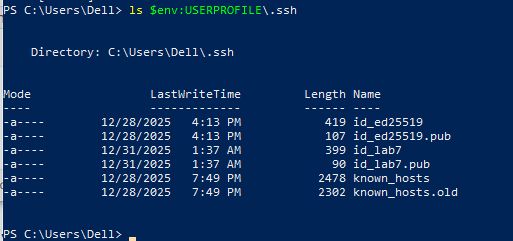 PS C:\Users\Dell> ls $env:USERPROFILE\.ssh
Directory: C:\Users\Dell\.ssh
Mode LastWriteTime Length Name
---- ------------- ------ ----
-a---- 12/28/2025 4:13 PM 419 id_ed25519
-a---- 12/28/2025 4:13 PM 107 id_ed25519.pub
-a---- 12/31/2025 1:37 AM 399 id_lab7
-a---- 12/31/2025 1:37 AM 90 id_lab7.pub
-a---- 12/28/2025 7:49 PM 2478 known_hosts
-a---- 12/28/2025 7:49 PM 2302 known_hosts.old
PS C:\Users\Dell>